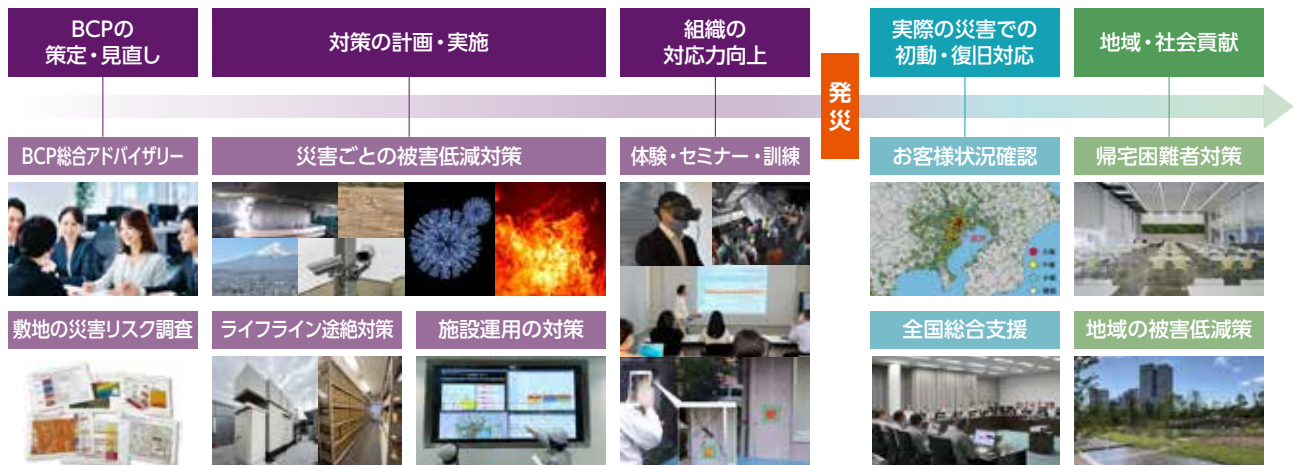 BCPの
策定・見直し
対策の計画・実施
組織の
対応力向上
発災
実際の災害での
初動・復旧対応
地域・社会貢献
BCP総合アドバイザリー
災害ごとの被害低減対策
体験・セミナー・訓練
お客様状況確認
帰宅困難者対策
敷地の災害リスク調査
ライフライン途絶対策
施設運用の対策
全国総合支援
地域の被害低減策